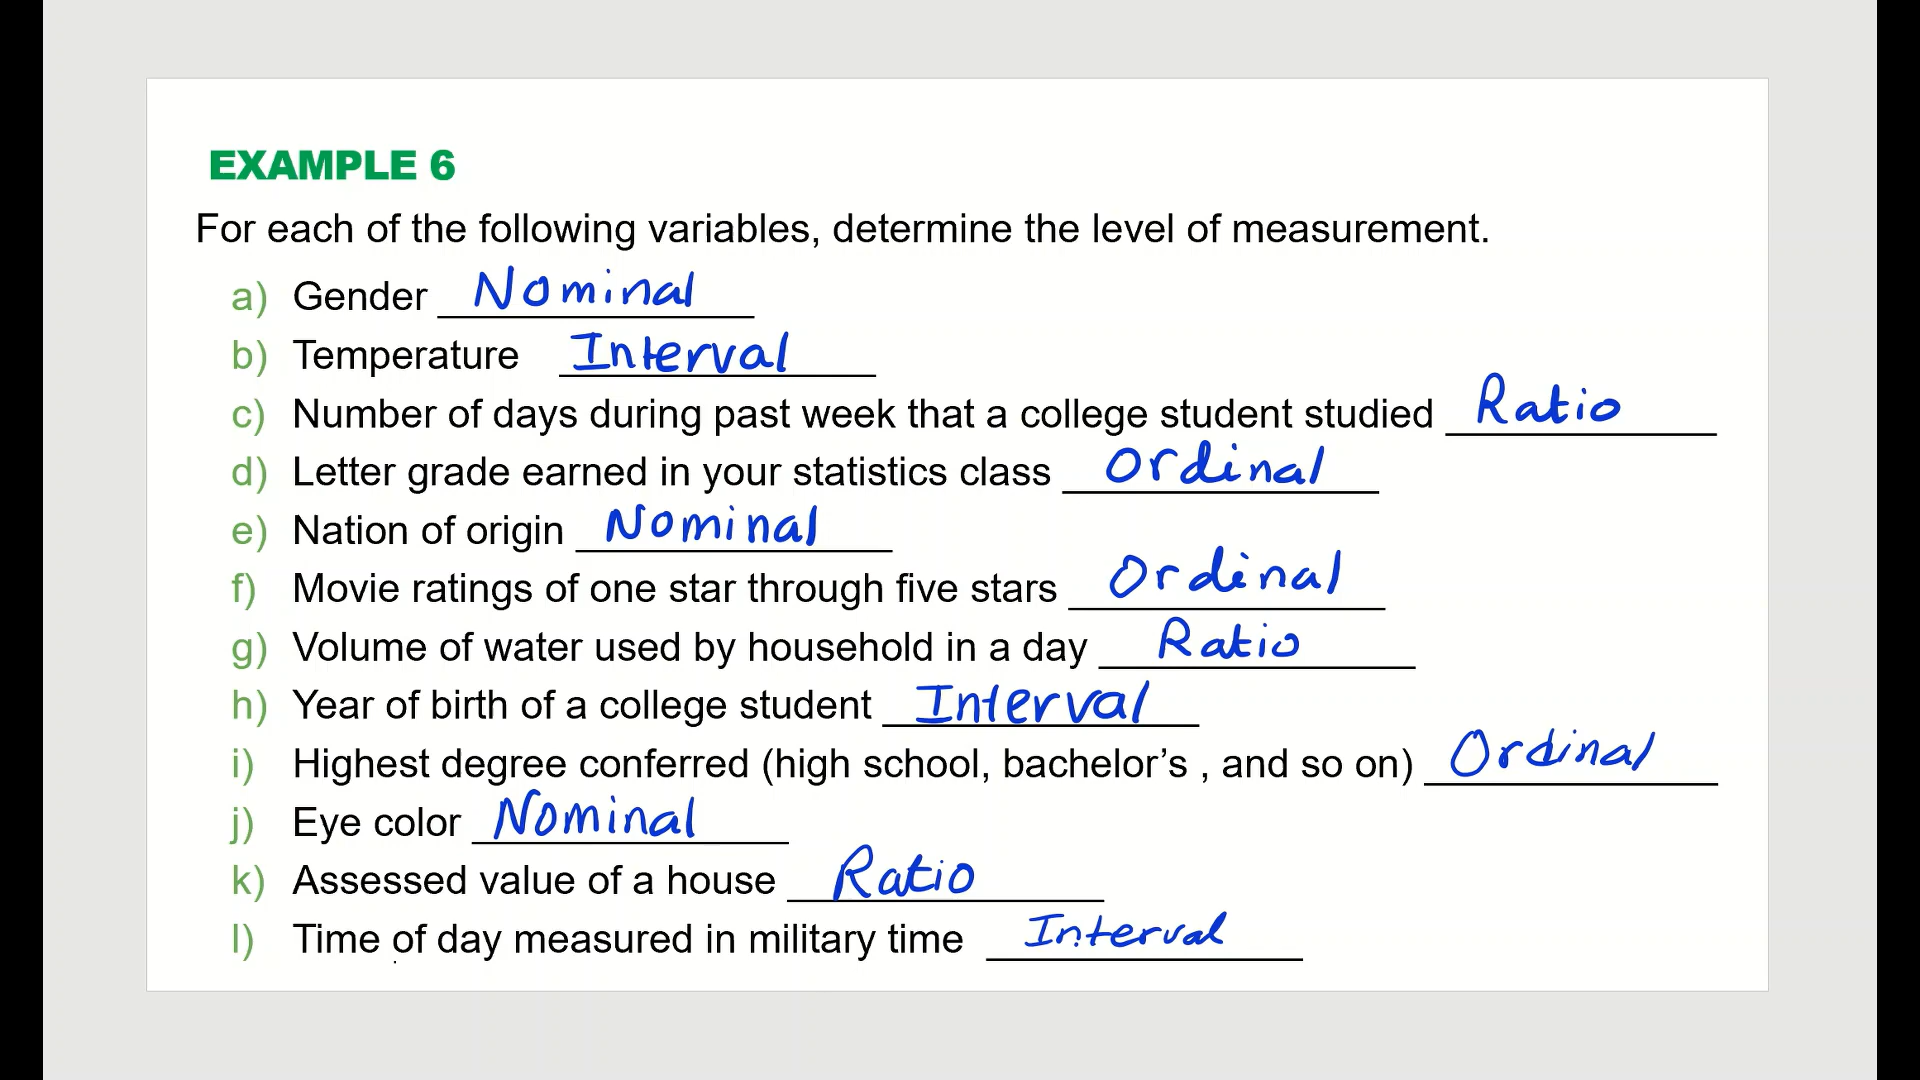 EXAMPLE 6
For each of the following variables, determine the level of measurement.
a) Gender Nominal
b) Temperature Interval
c) Number of days during past week that a college student studied Ratio
d) Letter grade earned in your statistics class Ordinal
e) Nation of origin Nominal
f) Movie ratings of one star through five stars Ordinal
g) Volume of water used by household in a day Ratio
h) Year of birth of a college student Interval
i) Highest degree conferred (high school, bachelor’s , and so on) Ordinal
j) Eye color Nominal
k) Assessed value of a house Ratio
l) Time of day measured in military time Interval